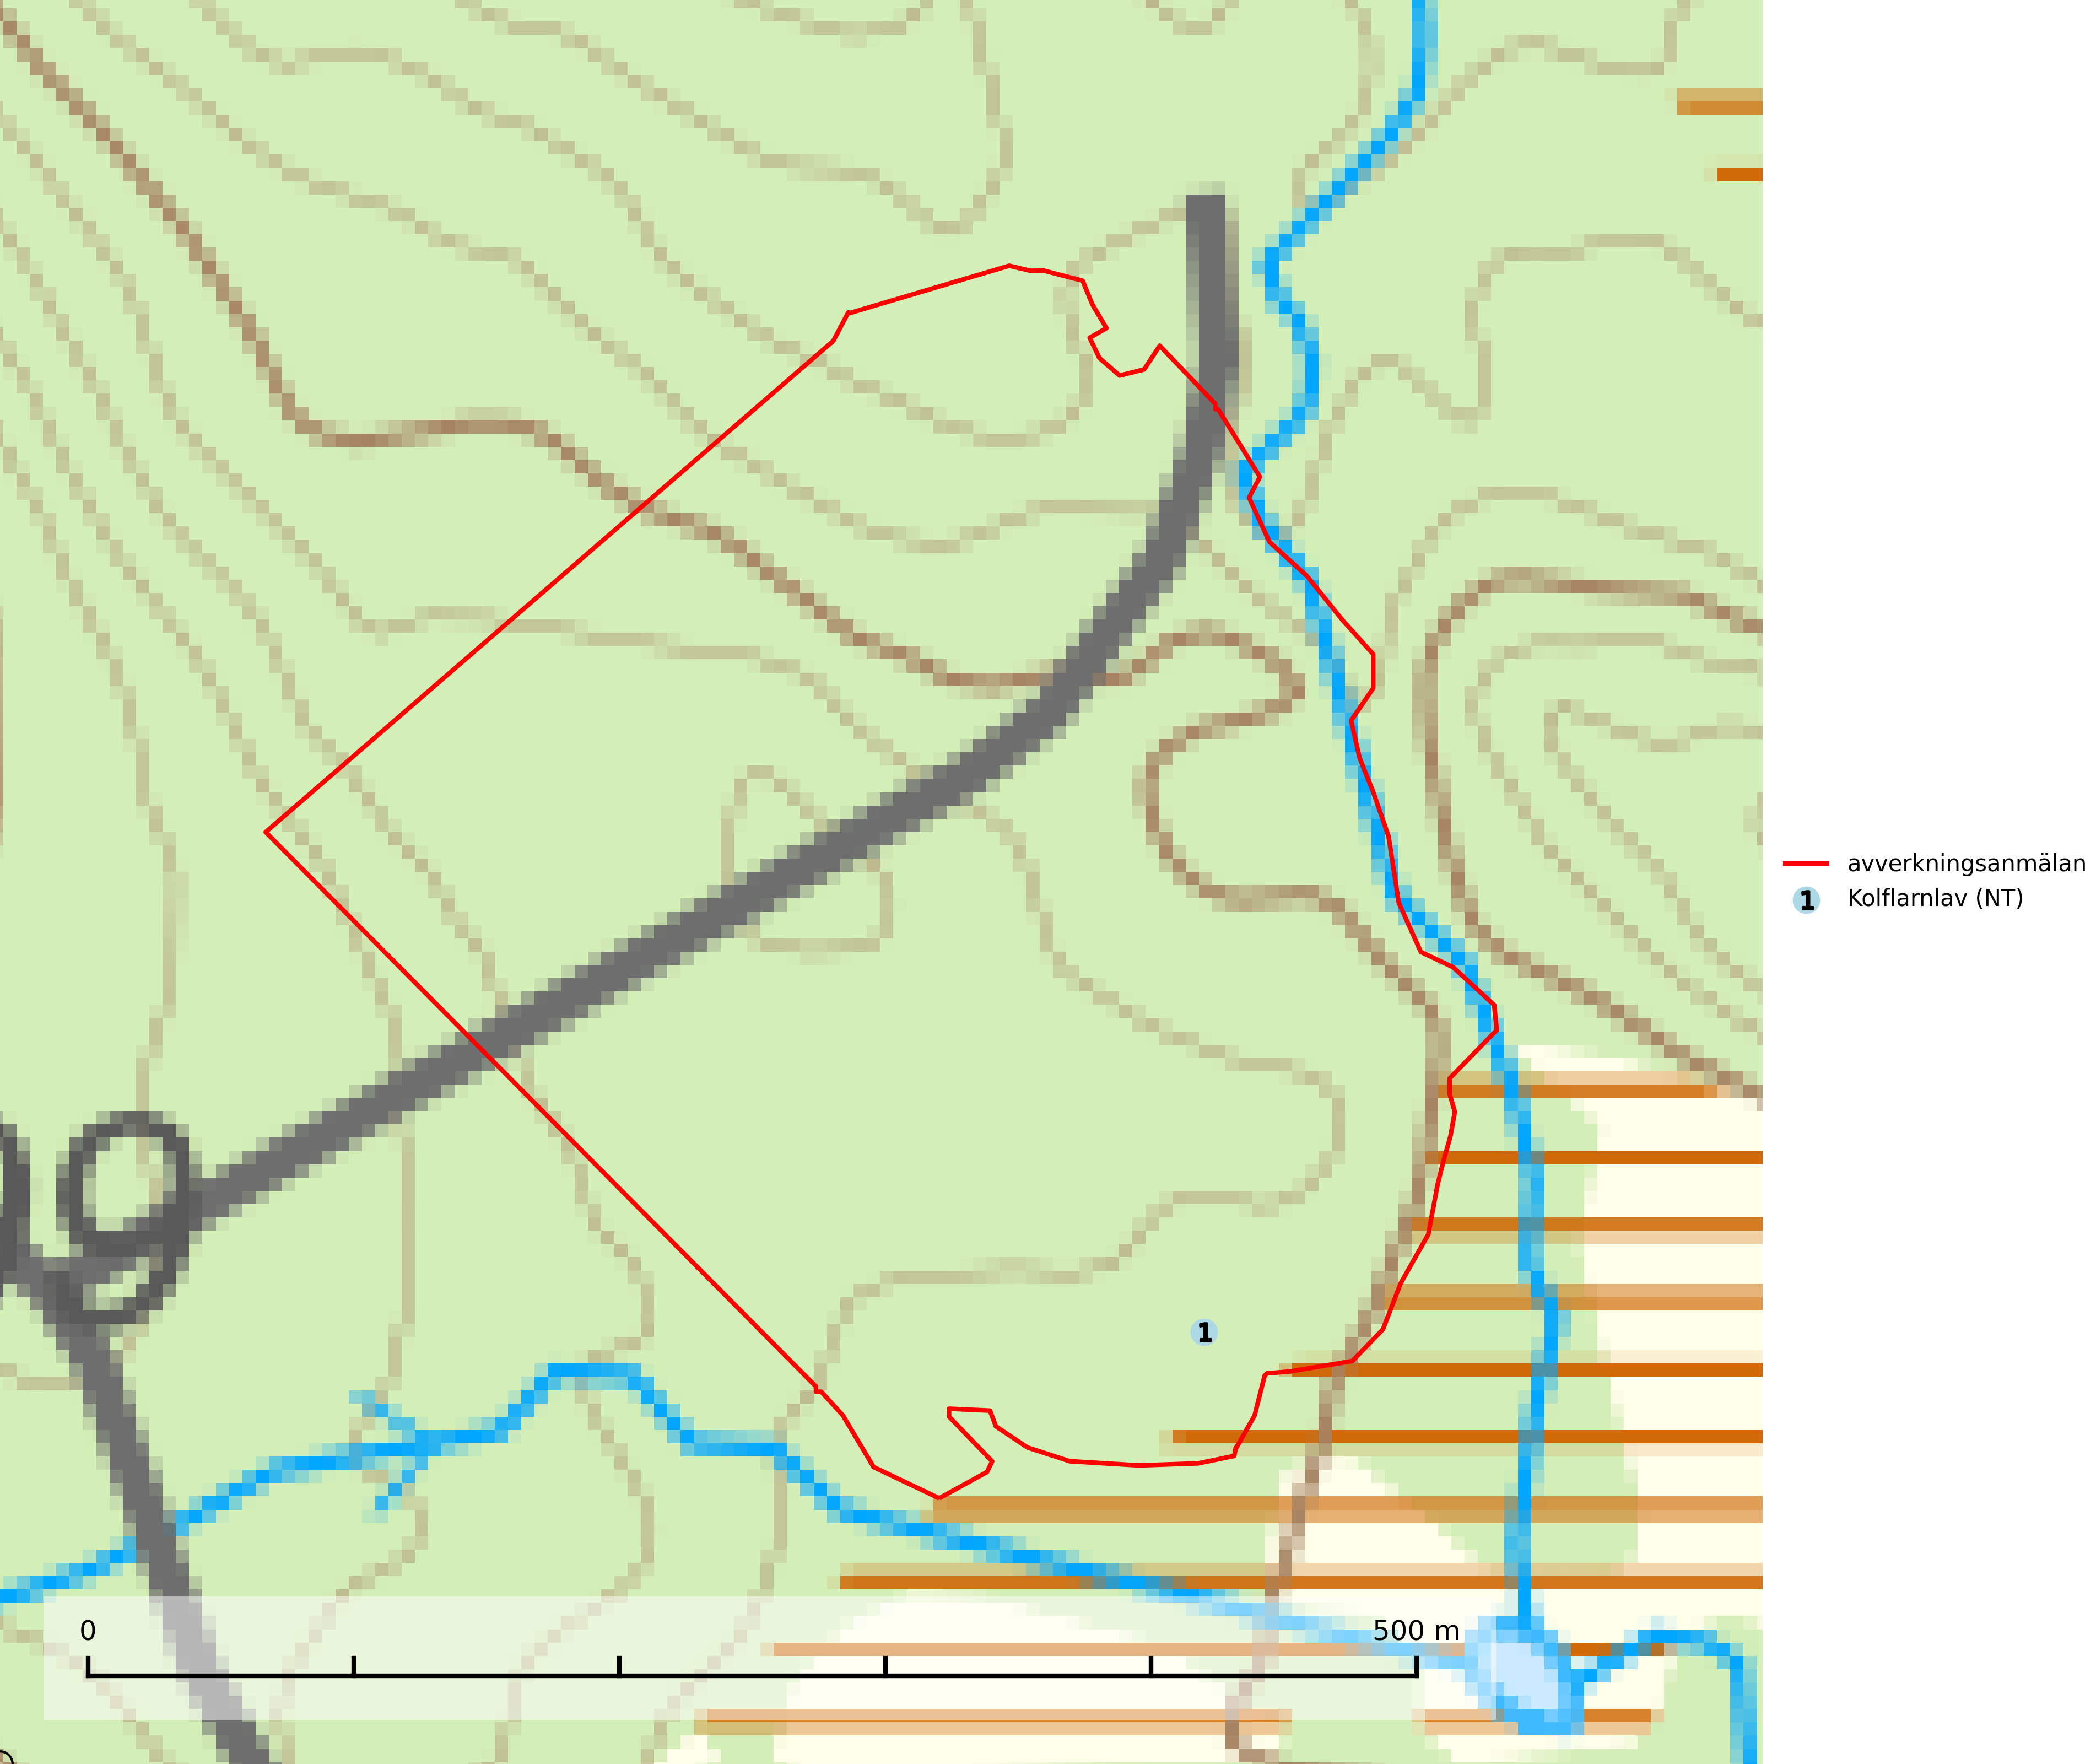 avverkningsanmälan
1 Kolflarnlav (NT)
1
0 500 m